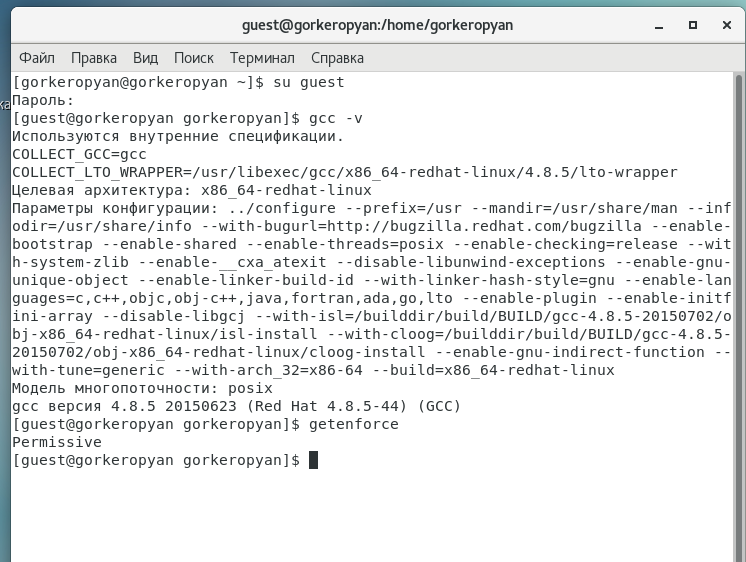 guest@gorkeropyan:/home/gorkeropyan
Файл Правка Вид Поиск Терминал Справка
[gorkeropyan@gorkeropyan ~]$ su guest
Пароль:
[guest@gorkeropyan gorkeropyan]$ gcc -v
Используются внутренние спецификации.
COLLECT_GCC=gcc
COLLECT_LTO_WRAPPER=/usr/libexec/gcc/x86_64-redhat-linux/4.8.5/lto-wrapper
Целевая архитектура: x86_64-redhat-linux
Параметры конфигурации: ../configure --prefix=/usr --mandir=/usr/share/man --inf
odir=/usr/share/info --with-bugurl=http://bugzilla.redhat.com/bugzilla --enable-
bootstrap --enable-shared --enable-threads=posix --enable-checking=release --wit
h-system-zlib --enable-__cxa_atexit --disable-libunwind-exceptions --enable-gnu-
unique-object --enable-linker-build-id --with-linker-hash-style=gnu --enable-lan
guages=c,c++,objc,obj-c++,java,fortran,ada,go,lto --enable-plugin --enable-initf
ini-array --disable-libgcj --with-isl=/builddir/build/BUILD/gcc-4.8.5-20150702/o
bj-x86_64-redhat-linux/isl-install --with-cloog=/builddir/build/BUILD/gcc-4.8.5-
20150702/obj-x86_64-redhat-linux/cloog-install --enable-gnu-indirect-function --
with-tune=generic --with-arch_32=x86-64 --build=x86_64-redhat-linux
Модель многопоточности: posix
gcc версия 4.8.5 20150623 (Red Hat 4.8.5-44) (GCC)
[guest@gorkeropyan gorkeropyan]$ getenforce
Permissive
[guest@gorkeropyan gorkeropyan]$